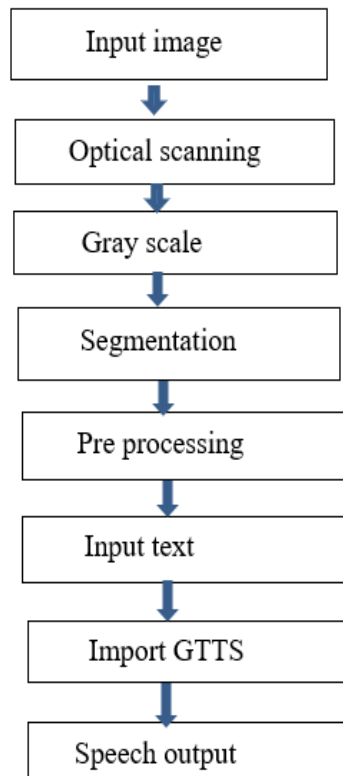 Input image
Optical scanning
Gray scale
Segmentation
Pre processing
Input text
Import GTTS
Speech output